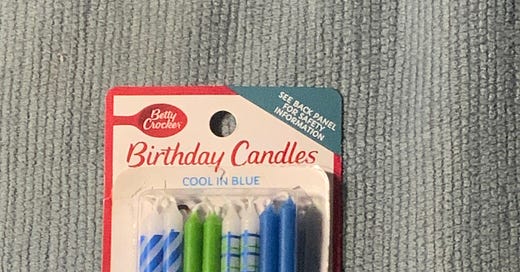 Betty
Crocker
SEE BACK PANEL
FOR SAFETY
INFORMATION
Birthday Candles
COOL IN BLUE